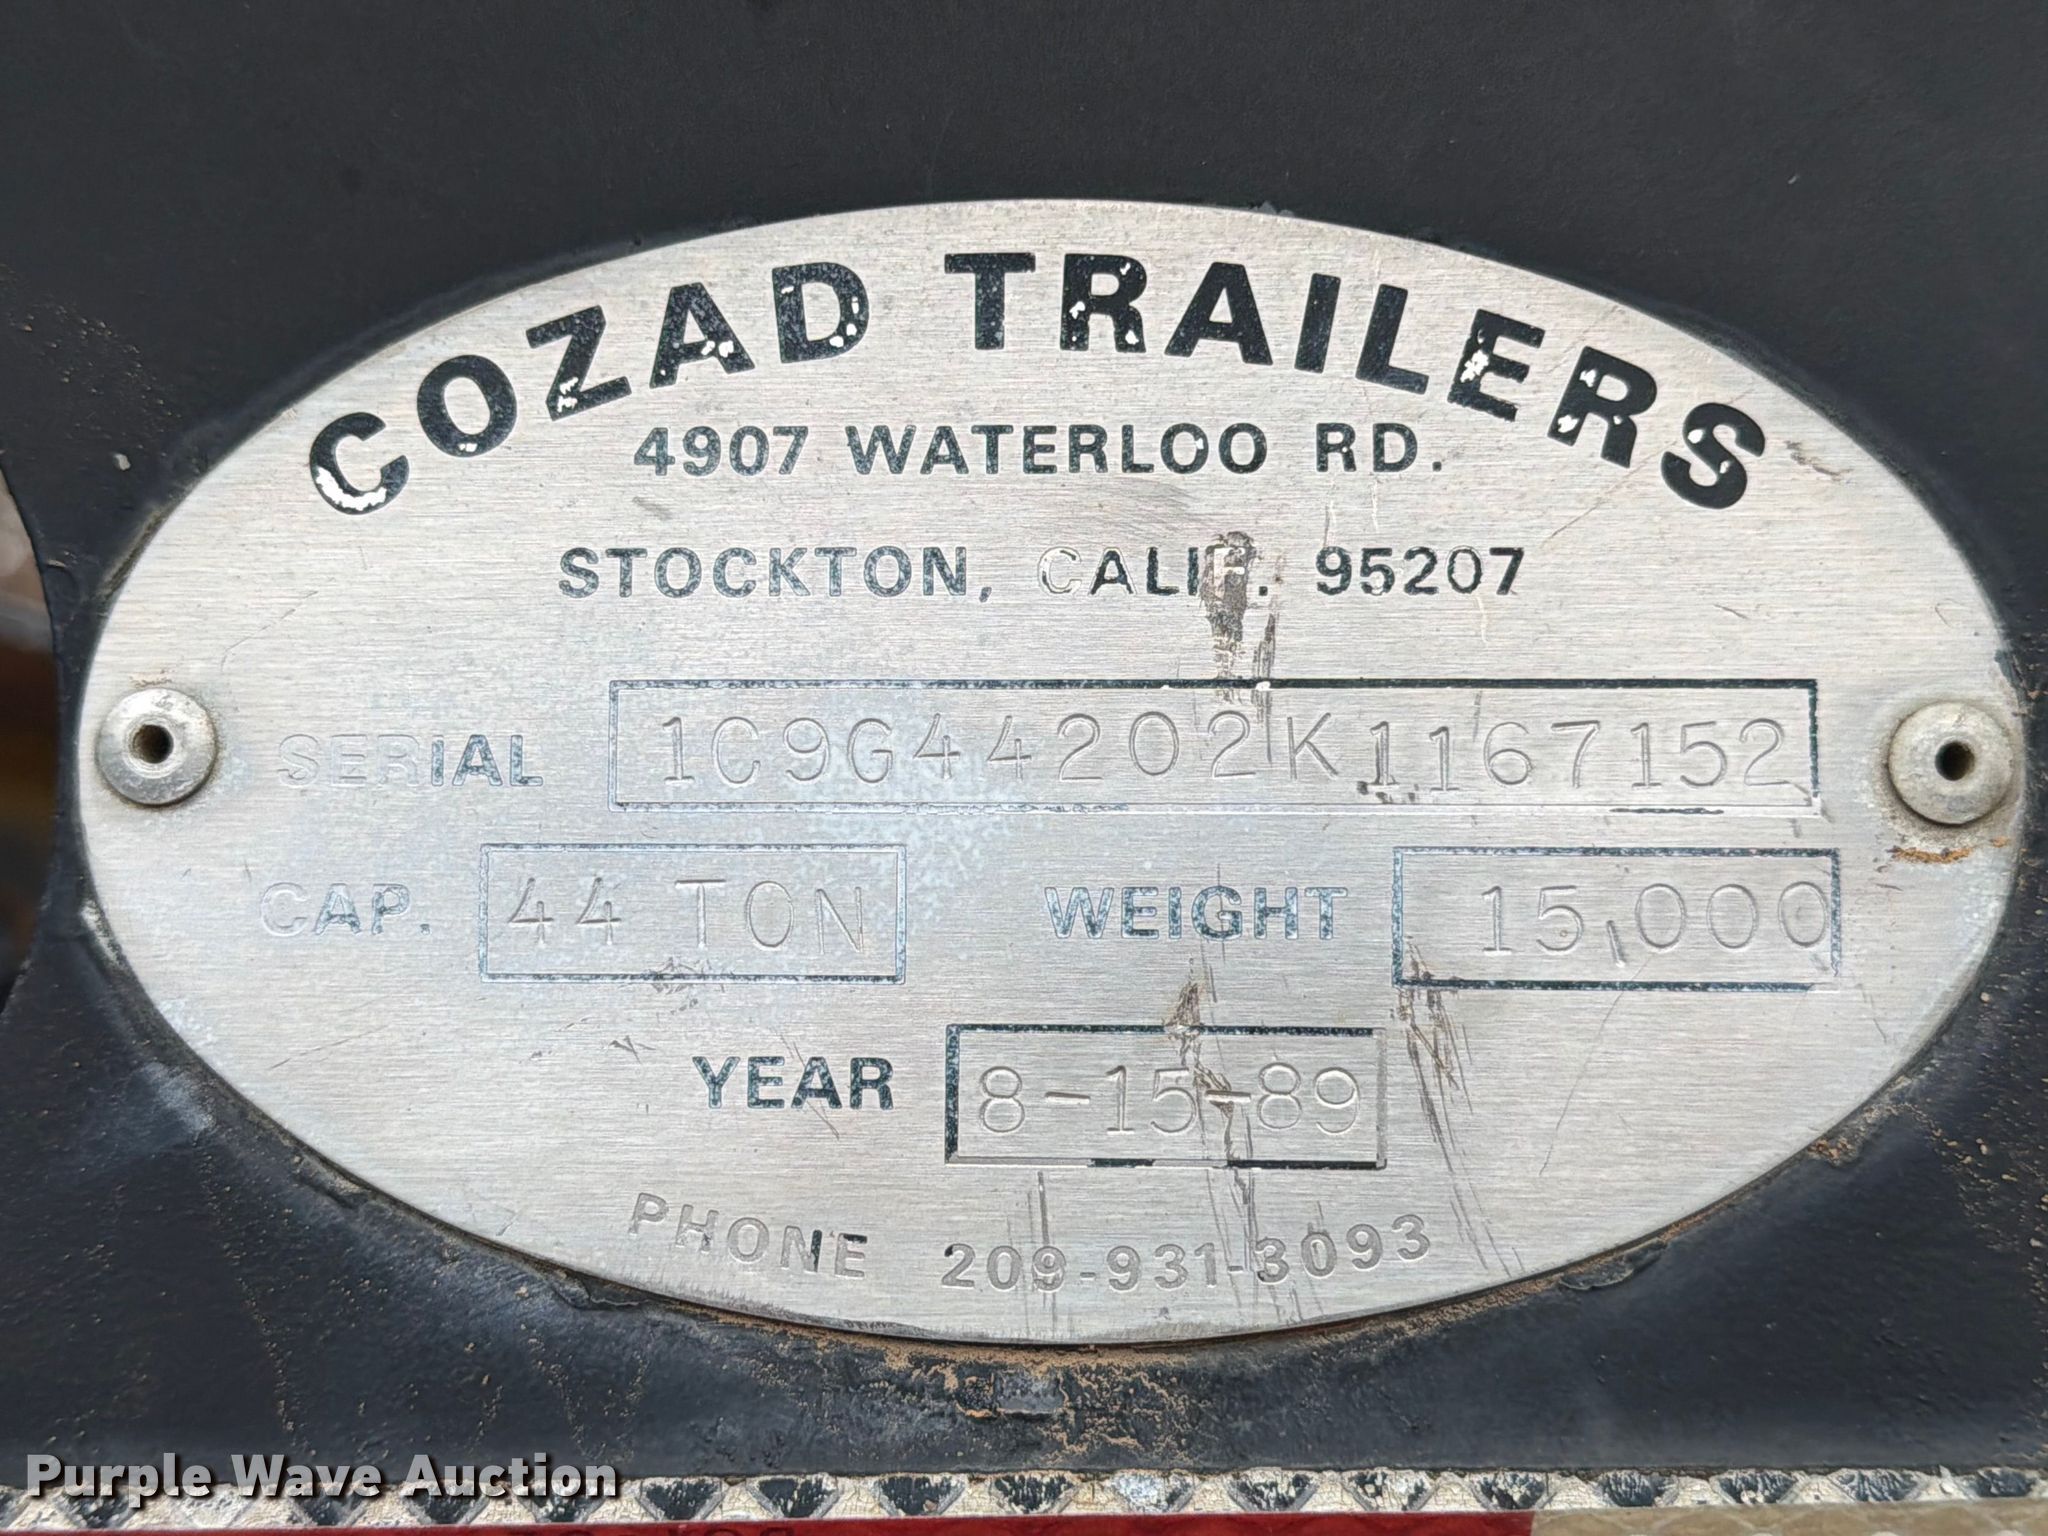 COZAD TRAILERS
4907 WATERLOO RD.
STOCKTON, CALIF. 95207
SERIAL 1C9G44202K1167152
CAP. 44 TON WEIGHT 15,000
YEAR 8-15-89
PHONE 209-931-3093
Purple Wave Auction